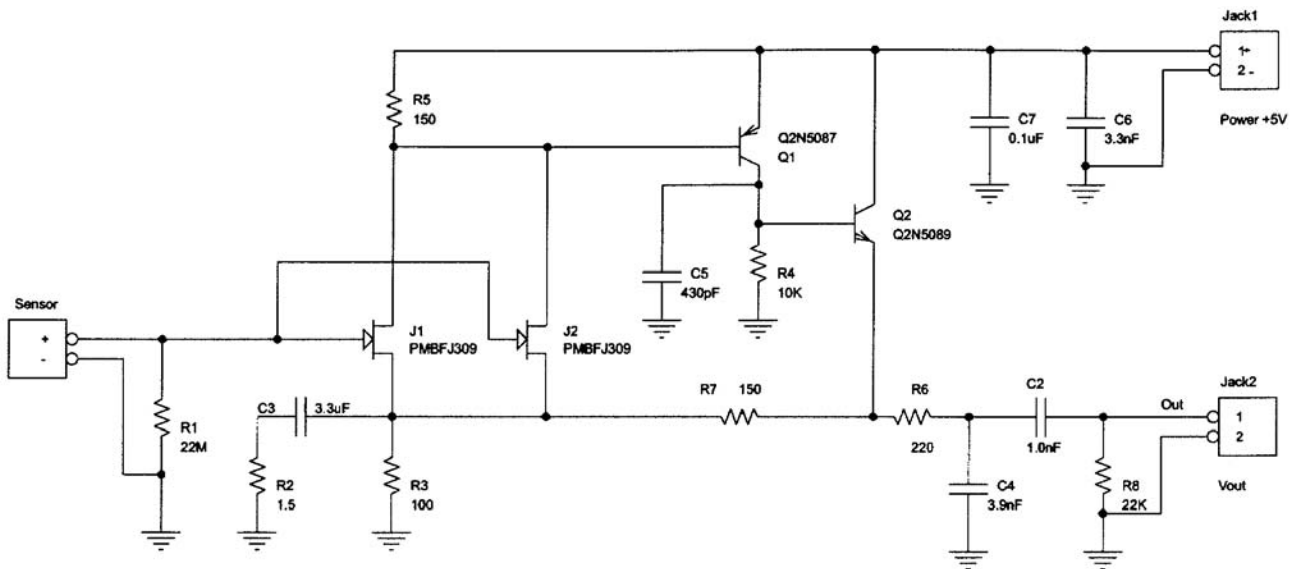 Jack1
1+
2 -
Power +5V
R5
150
Q2N5087
Q1
C7
0.1uF
C6
3.3nF
Q2
Q2N5089
C5
430pF
R4
10K
Sensor
+
-
J1
PMBFJ309
J2
PMBFJ309
C3
3.3uF
R7
150
R6
220
C2
1.0nF
Out
Jack2
1
2
Vout
R1
22M
R2
1.5
R3
100
C4
3.9nF
R8
22K